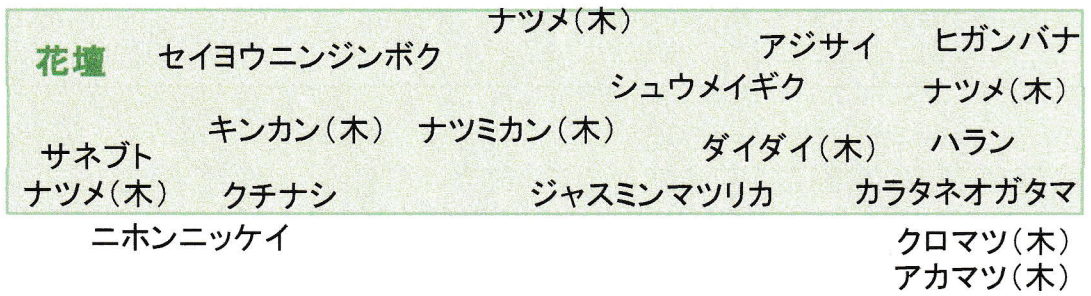 ナツメ(木)
花壇
セイヨウニンジンボク
アジサイ
ヒガンバナ
シュウメイギク
ナツメ(木)
キンカン(木)
ナツミカン(木)
ダイダイ(木)
ハラン
サネブト
ナツメ(木)
クチナシ
ジャスミンマツリカ
カラタネオガタマ
ニホンニッケイ
クロマツ(木)
アカマツ(木)